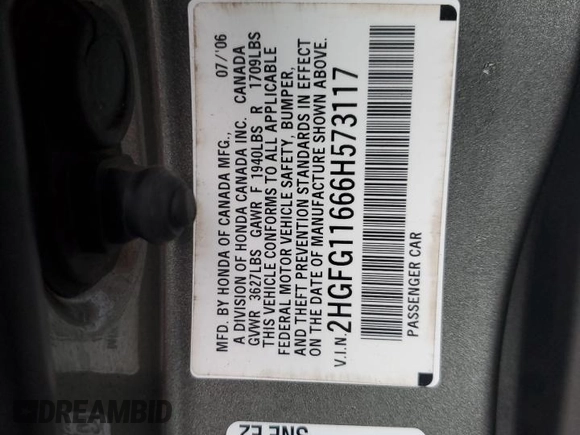 MFD. BY HONDA OF CANADA MFG., 07/'06
A DIVISION OF HONDA CANADA INC. CANADA
GVWR 3627LBS GAWR F 1940LBS R 1709LBS
THIS VEHICLE CONFORMS TO ALL APPLICABLE
FEDERAL MOTOR VEHICLE SAFETY, BUMPER,
AND THEFT PREVENTION STANDARDS IN EFFECT
ON THE DATE OF MANUFACTURE SHOWN ABOVE.
V.I.N. 2HGFG11666H573117
PASSENGER CAR
DREAMBID